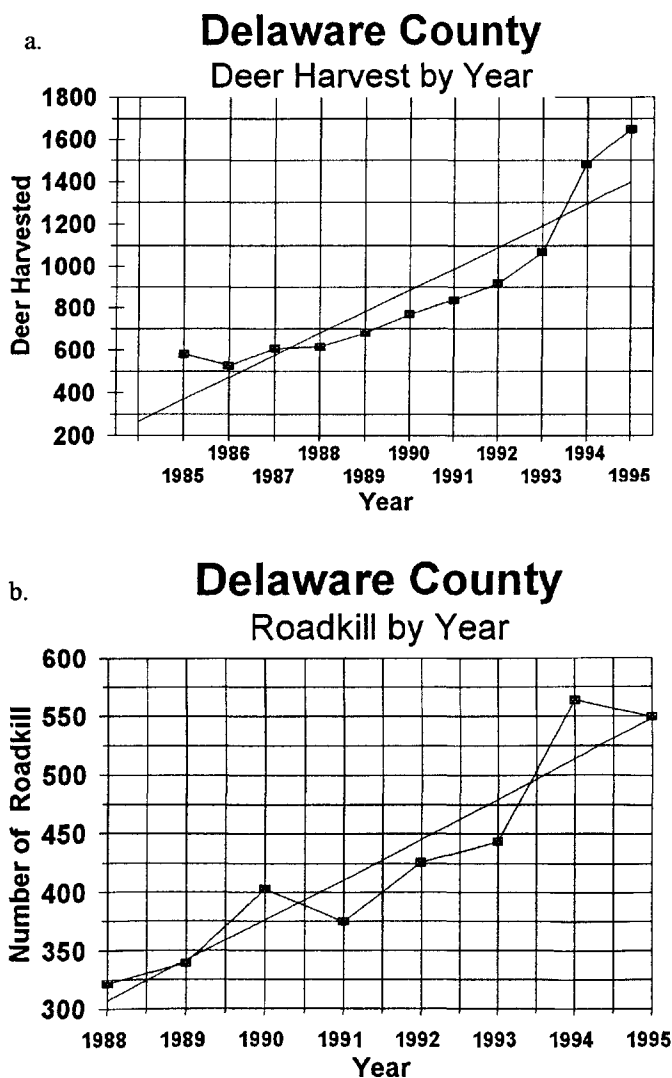 a.
Delaware County
Deer Harvest by Year
1800
1600
1400
1200
1000
800
600
400
200
Deer Harvested
1986 1988 1990 1992 1994
1985 1987 1989 1991 1993 1995
Year
b.
Delaware County
Roadkill by Year
600
550
500
450
400
350
300
Number of Roadkill
1988 1989 1990 1991 1992 1993 1994 1995
Year